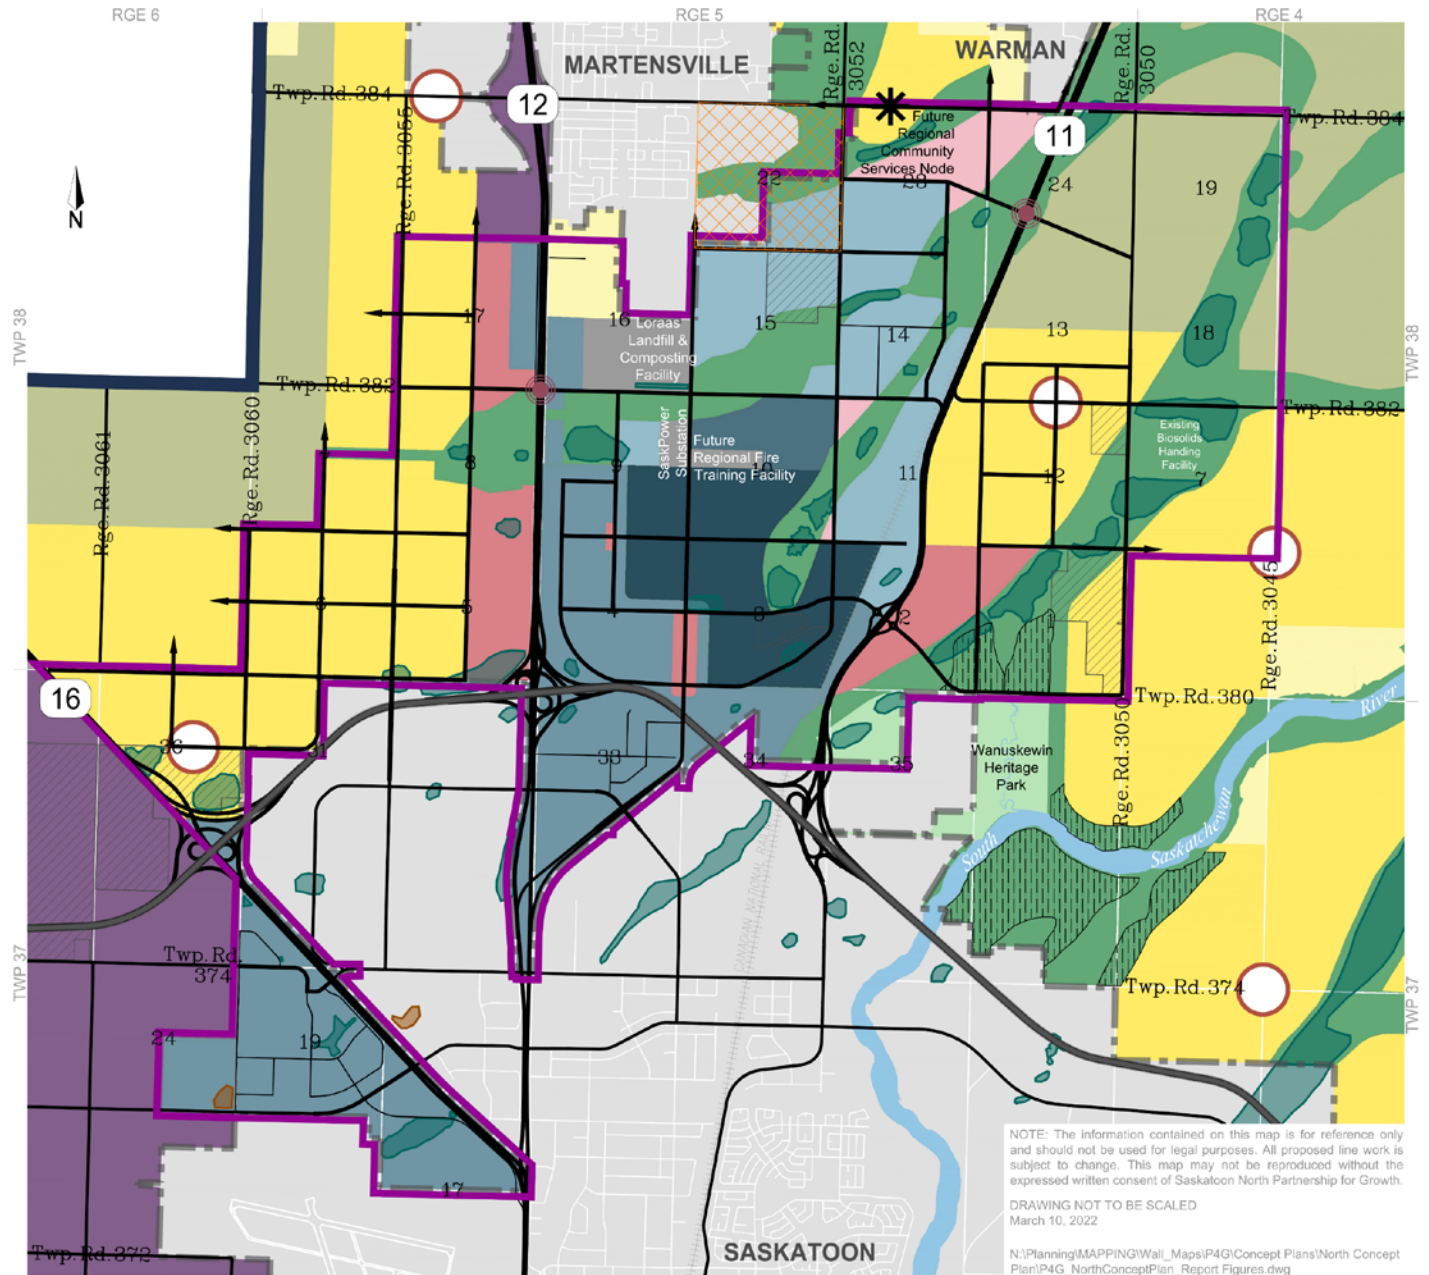 RGE 6
RGE 5
RGE 4
MARTENSVILLE
WARMAN
Rge. Rd. 3052
Rge. Rd. 3050
Twp. Rd. 384
12
11
Twp. Rd. 384
Future
Regional
Community
Services Node
Rge. Rd. 3055
22
23
24
19
N
TWP 38
TWP 38
17
16
15
14
13
18
Loraas
Landfill &
Composting
Facility
Twp. Rd. 382
Twp. Rd. 382
Rge. Rd. 3061
Rge. Rd. 3060
SaskPower
Substation
Future
Regional Fire
Training Facility
Existing
Biosolids
Handing
Facility
8
9
10
11
12
7
6
5
4
3
2
1
Rge. Rd. 3045
16
Twp. Rd. 380
Rge. Rd. 3050
River
36
31
33
34
35
Wanuskewin
Heritage
Park
South
Saskatchewan
CANADIAN NATIONAL RAIL
TWP 37
TWP 37
Twp. Rd.
374
Twp. Rd. 374
24
19
17
NOTE: The information contained on this map is for reference only
and should not be used for legal purposes. All proposed line work is
subject to change. This map may not be reproduced without the
expressed written consent of Saskatoon North Partnership for Growth.
DRAWING NOT TO BE SCALED
March 10, 2022
SASKATOON
Twp. Rd. 372
N:\Planning\MAPPING\Wall_Maps\P4G\Concept Plans\North Concept
Plan\P4G_NorthConceptPlan_Report Figures.dwg